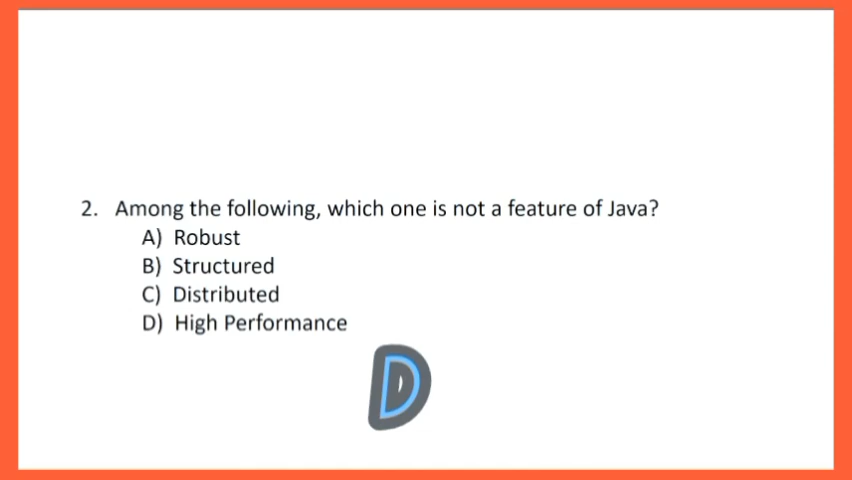 2. Among the following, which one is not a feature of Java?
A) Robust
B) Structured
C) Distributed
D) High Performance
D